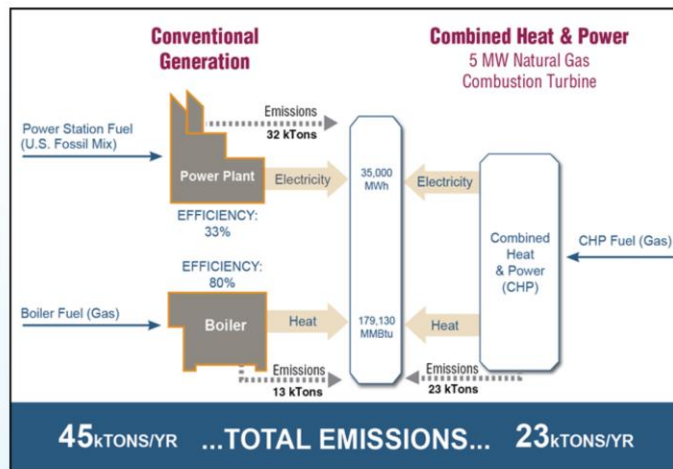 Conventional
Generation
Combined Heat & Power
5 MW Natural Gas
Combustion Turbine
Power Station Fuel
(U.S. Fossil Mix)
Emissions
32 kTons
Power Plant
Electricity
35,000
MWh
Electricity
EFFICIENCY:
33%
Combined
Heat
& Power
(CHP)
CHP Fuel (Gas)
EFFICIENCY:
80%
Boiler Fuel (Gas)
Boiler
Heat
179,130
MMBtu
Heat
Emissions
13 kTons
Emissions
23 kTons
45kTONS/YR ...TOTAL EMISSIONS... 23kTONS/YR